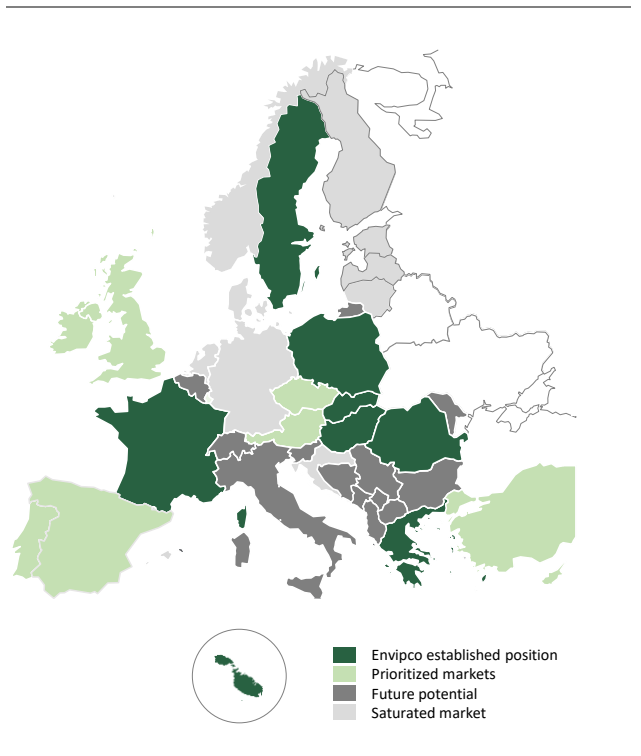 Envipco established position
Prioritized markets
Future potential
Saturated market